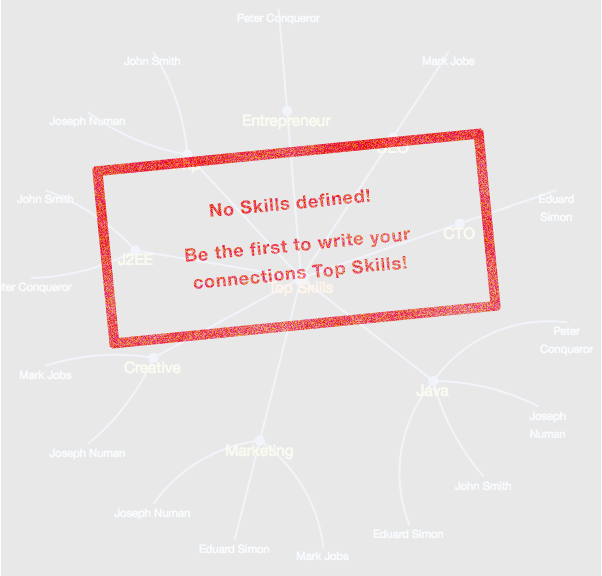 Peter Conqueror
John Smith
Mark Jobs
Entrepreneur
Joseph Numan
No Skills defined!
John Smith
Eduard
Simon
Be the first to write your
connections Top Skills!
CTO
J2EE
Top Skills
ter Conqueror
Peter
Conqueror
Creative
Mark Jobs
Java
Joseph
Numan
Marketing
Joseph Numan
John Smith
Joseph Numan
Eduard Simon
Eduard Simon
Mark Jobs